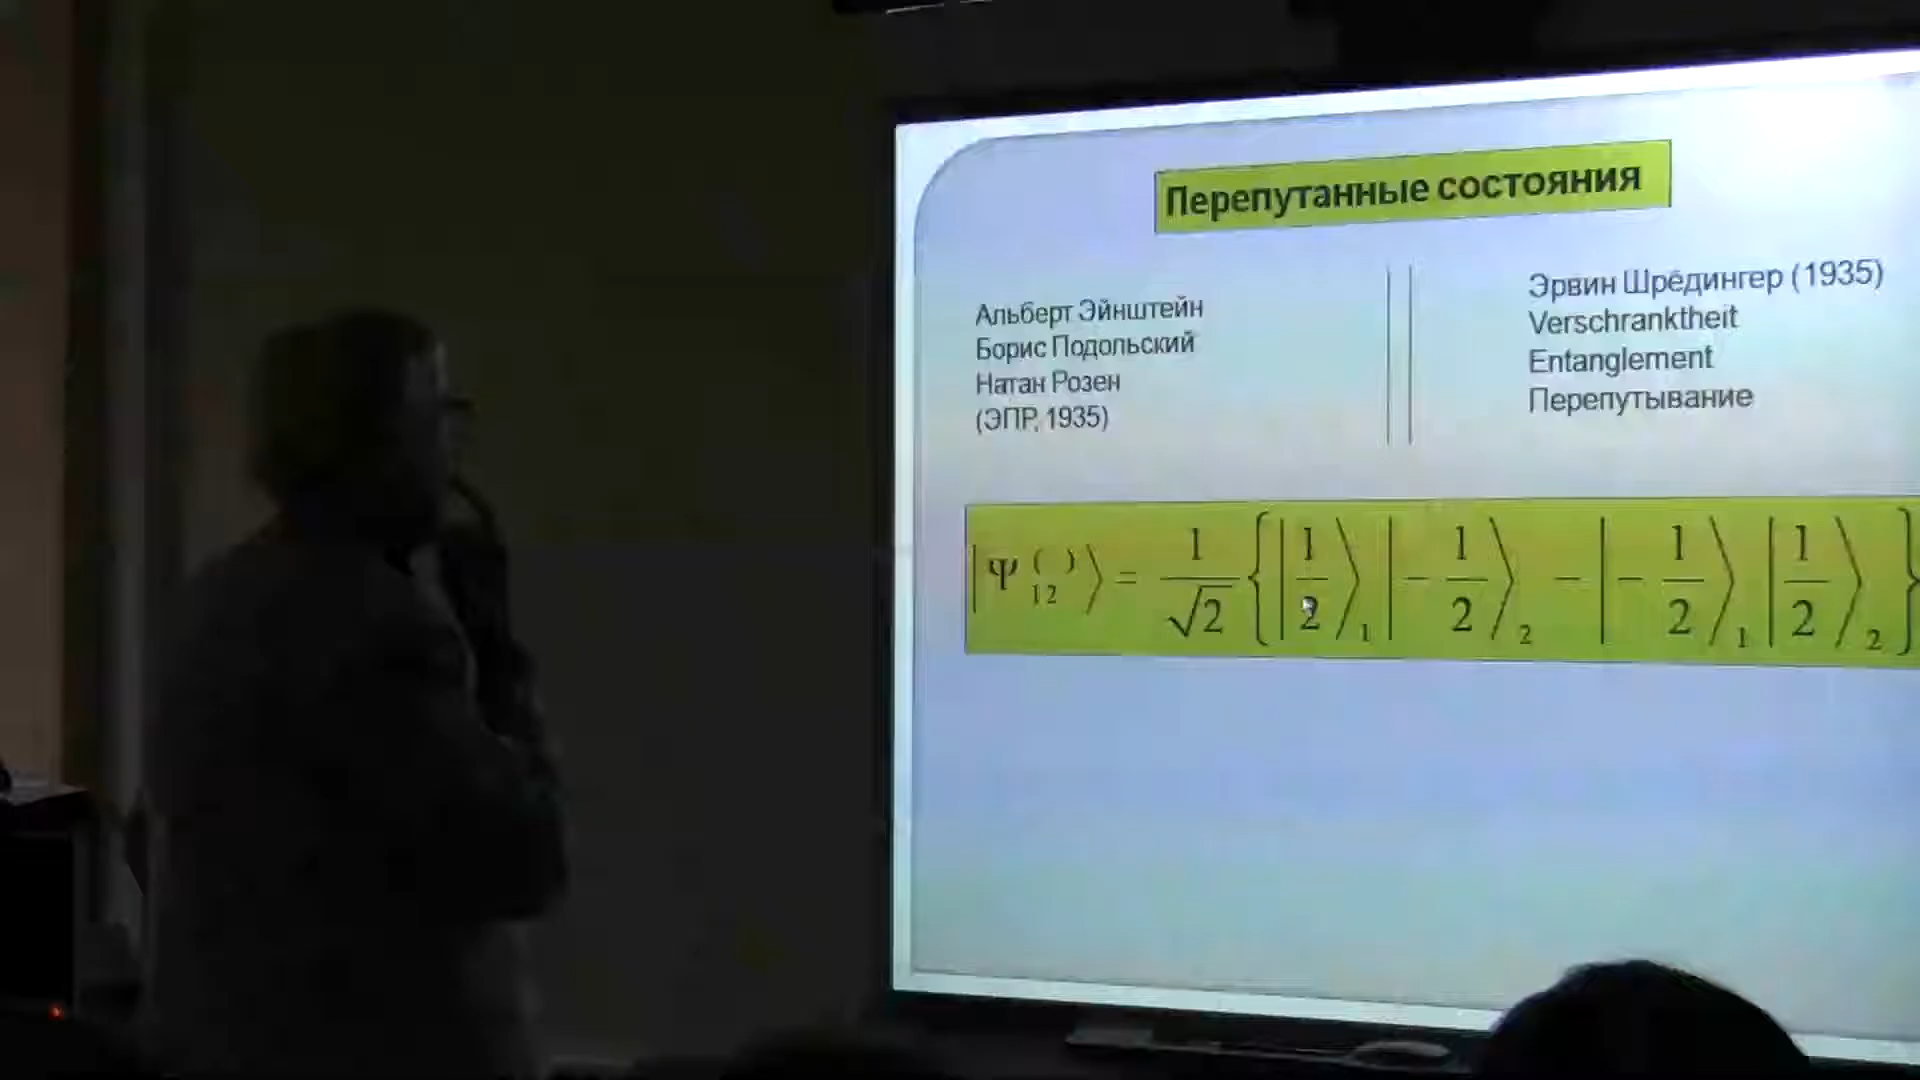 Перепутанные состояния
Альберт Эйнштейн
Борис Подольский
Натан Розен
(ЭПР, 1935)
Эрвин Шрёдингер (1935)
Verschranktheit
Entanglement
Перепутывание
|Ψ₁₂⁽ ⁾⟩ = 1/√2 {|1/2⟩₁ |−1/2⟩₂ − |−1/2⟩₁ |1/2⟩₂}